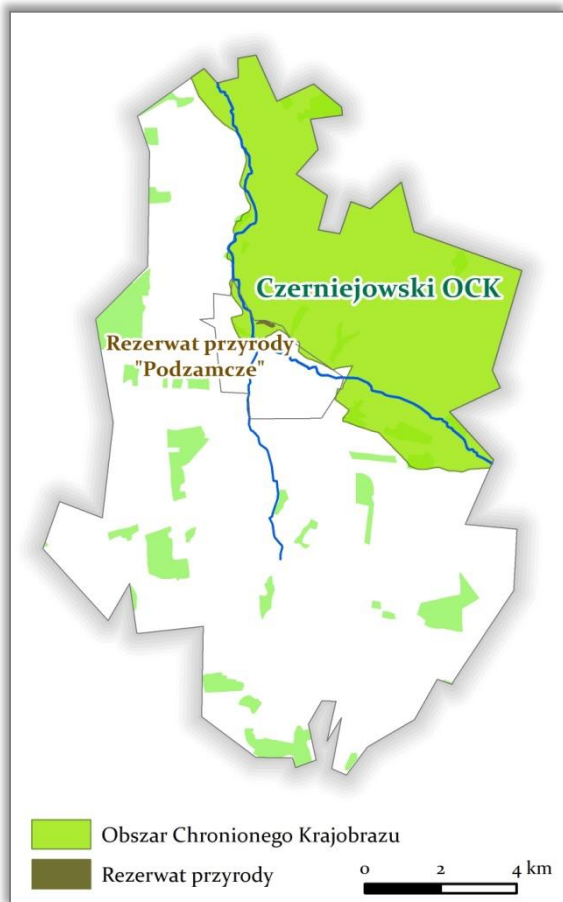 Czerniejowski OCK
Rezerwat przyrody
"Podzamcze"
Obszar Chronionego Krajobrazu
Rezerwat przyrody
0 2 4 km